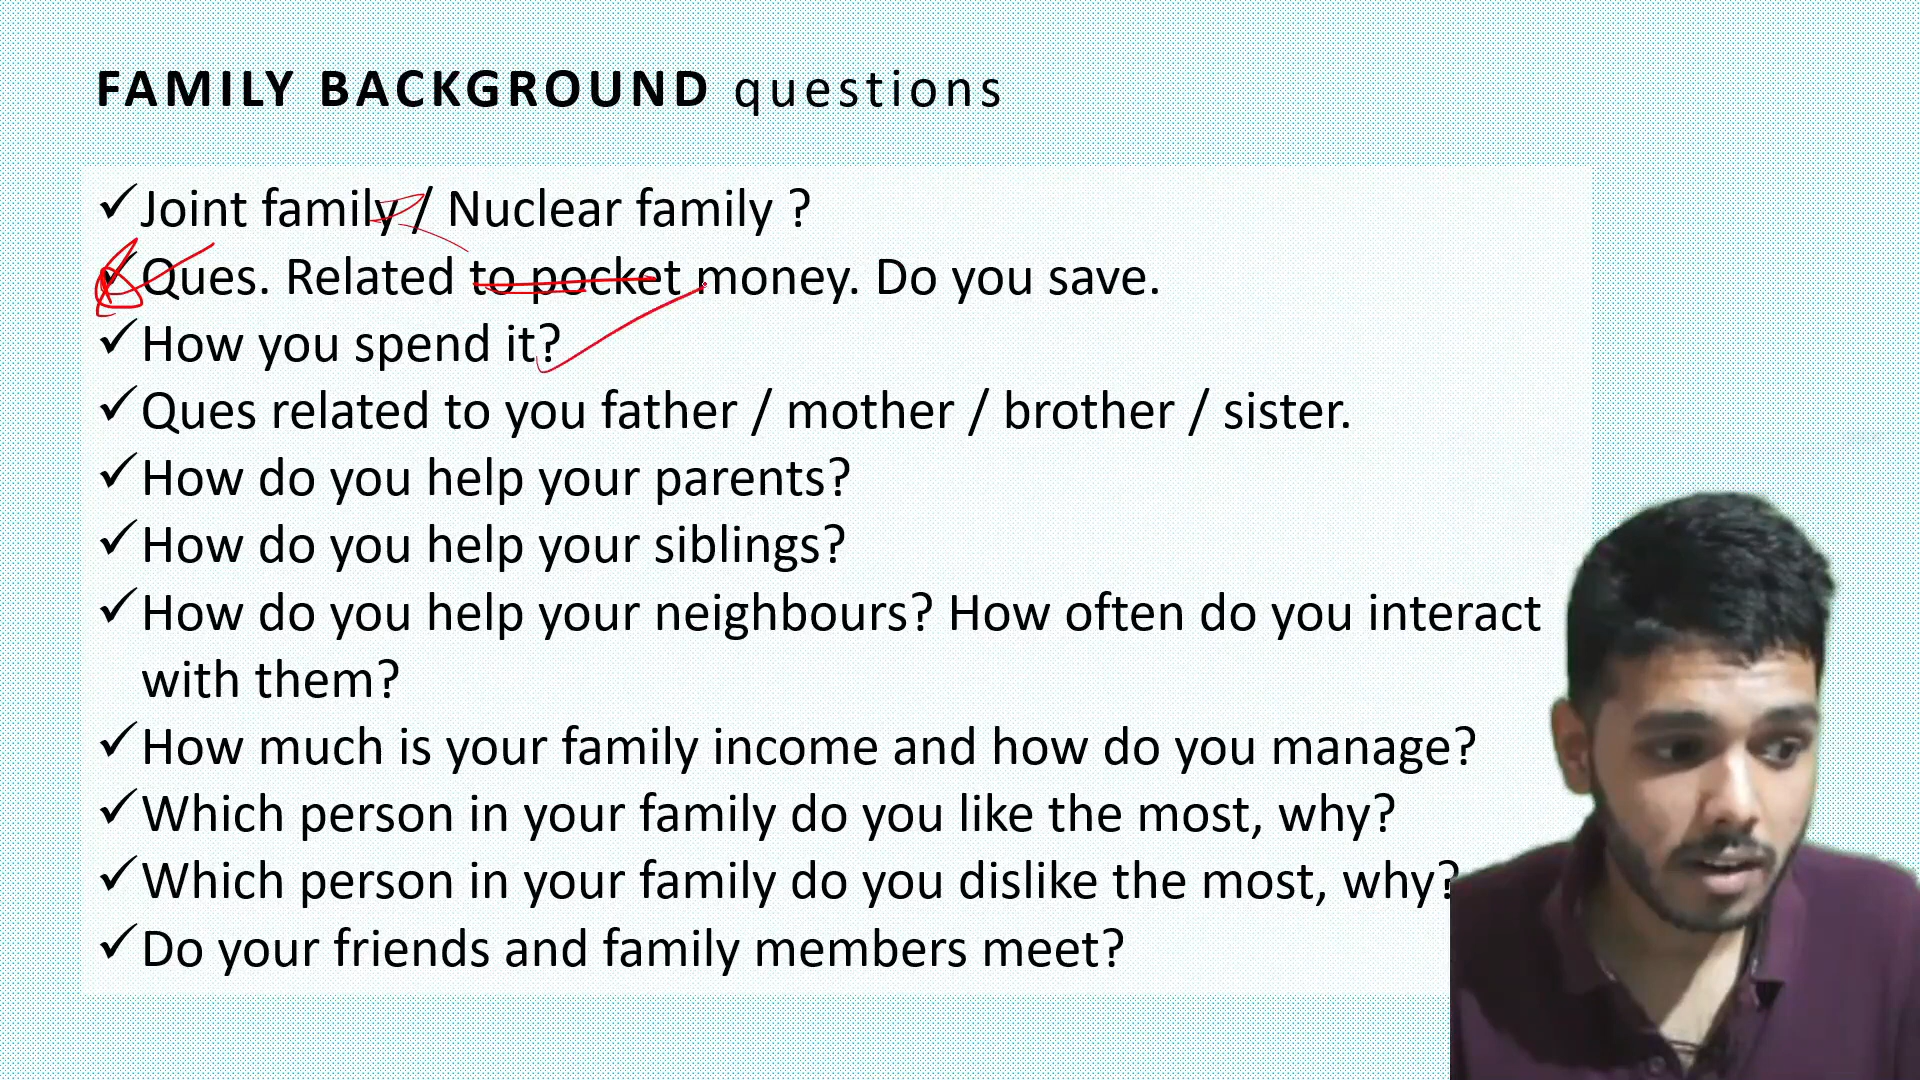 FAMILY BACKGROUND questions
Joint family / Nuclear family ?
Ques. Related to pocket money. Do you save.
How you spend it?
Ques related to you father / mother / brother / sister.
How do you help your parents?
How do you help your siblings?
How do you help your neighbours? How often do you interact
with them?
How much is your family income and how do you manage?
Which person in your family do you like the most, why?
Which person in your family do you dislike the most, why?
Do your friends and family members meet?